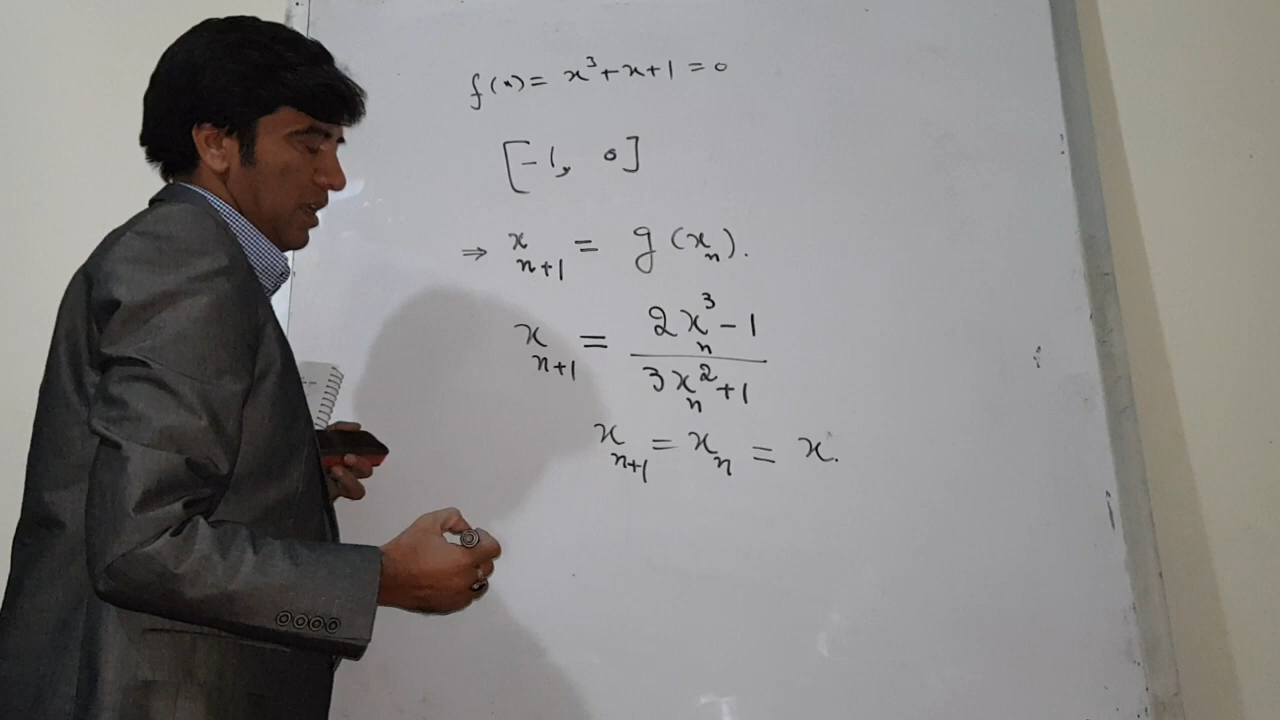 f(x) = x³ + x + 1 = 0
[-1, 0]
⇒ xₙ₊₁ = g(xₙ).
xₙ₊₁ = (2xₙ³ - 1) / (3xₙ² + 1)
xₙ₊₁ = xₙ = x.